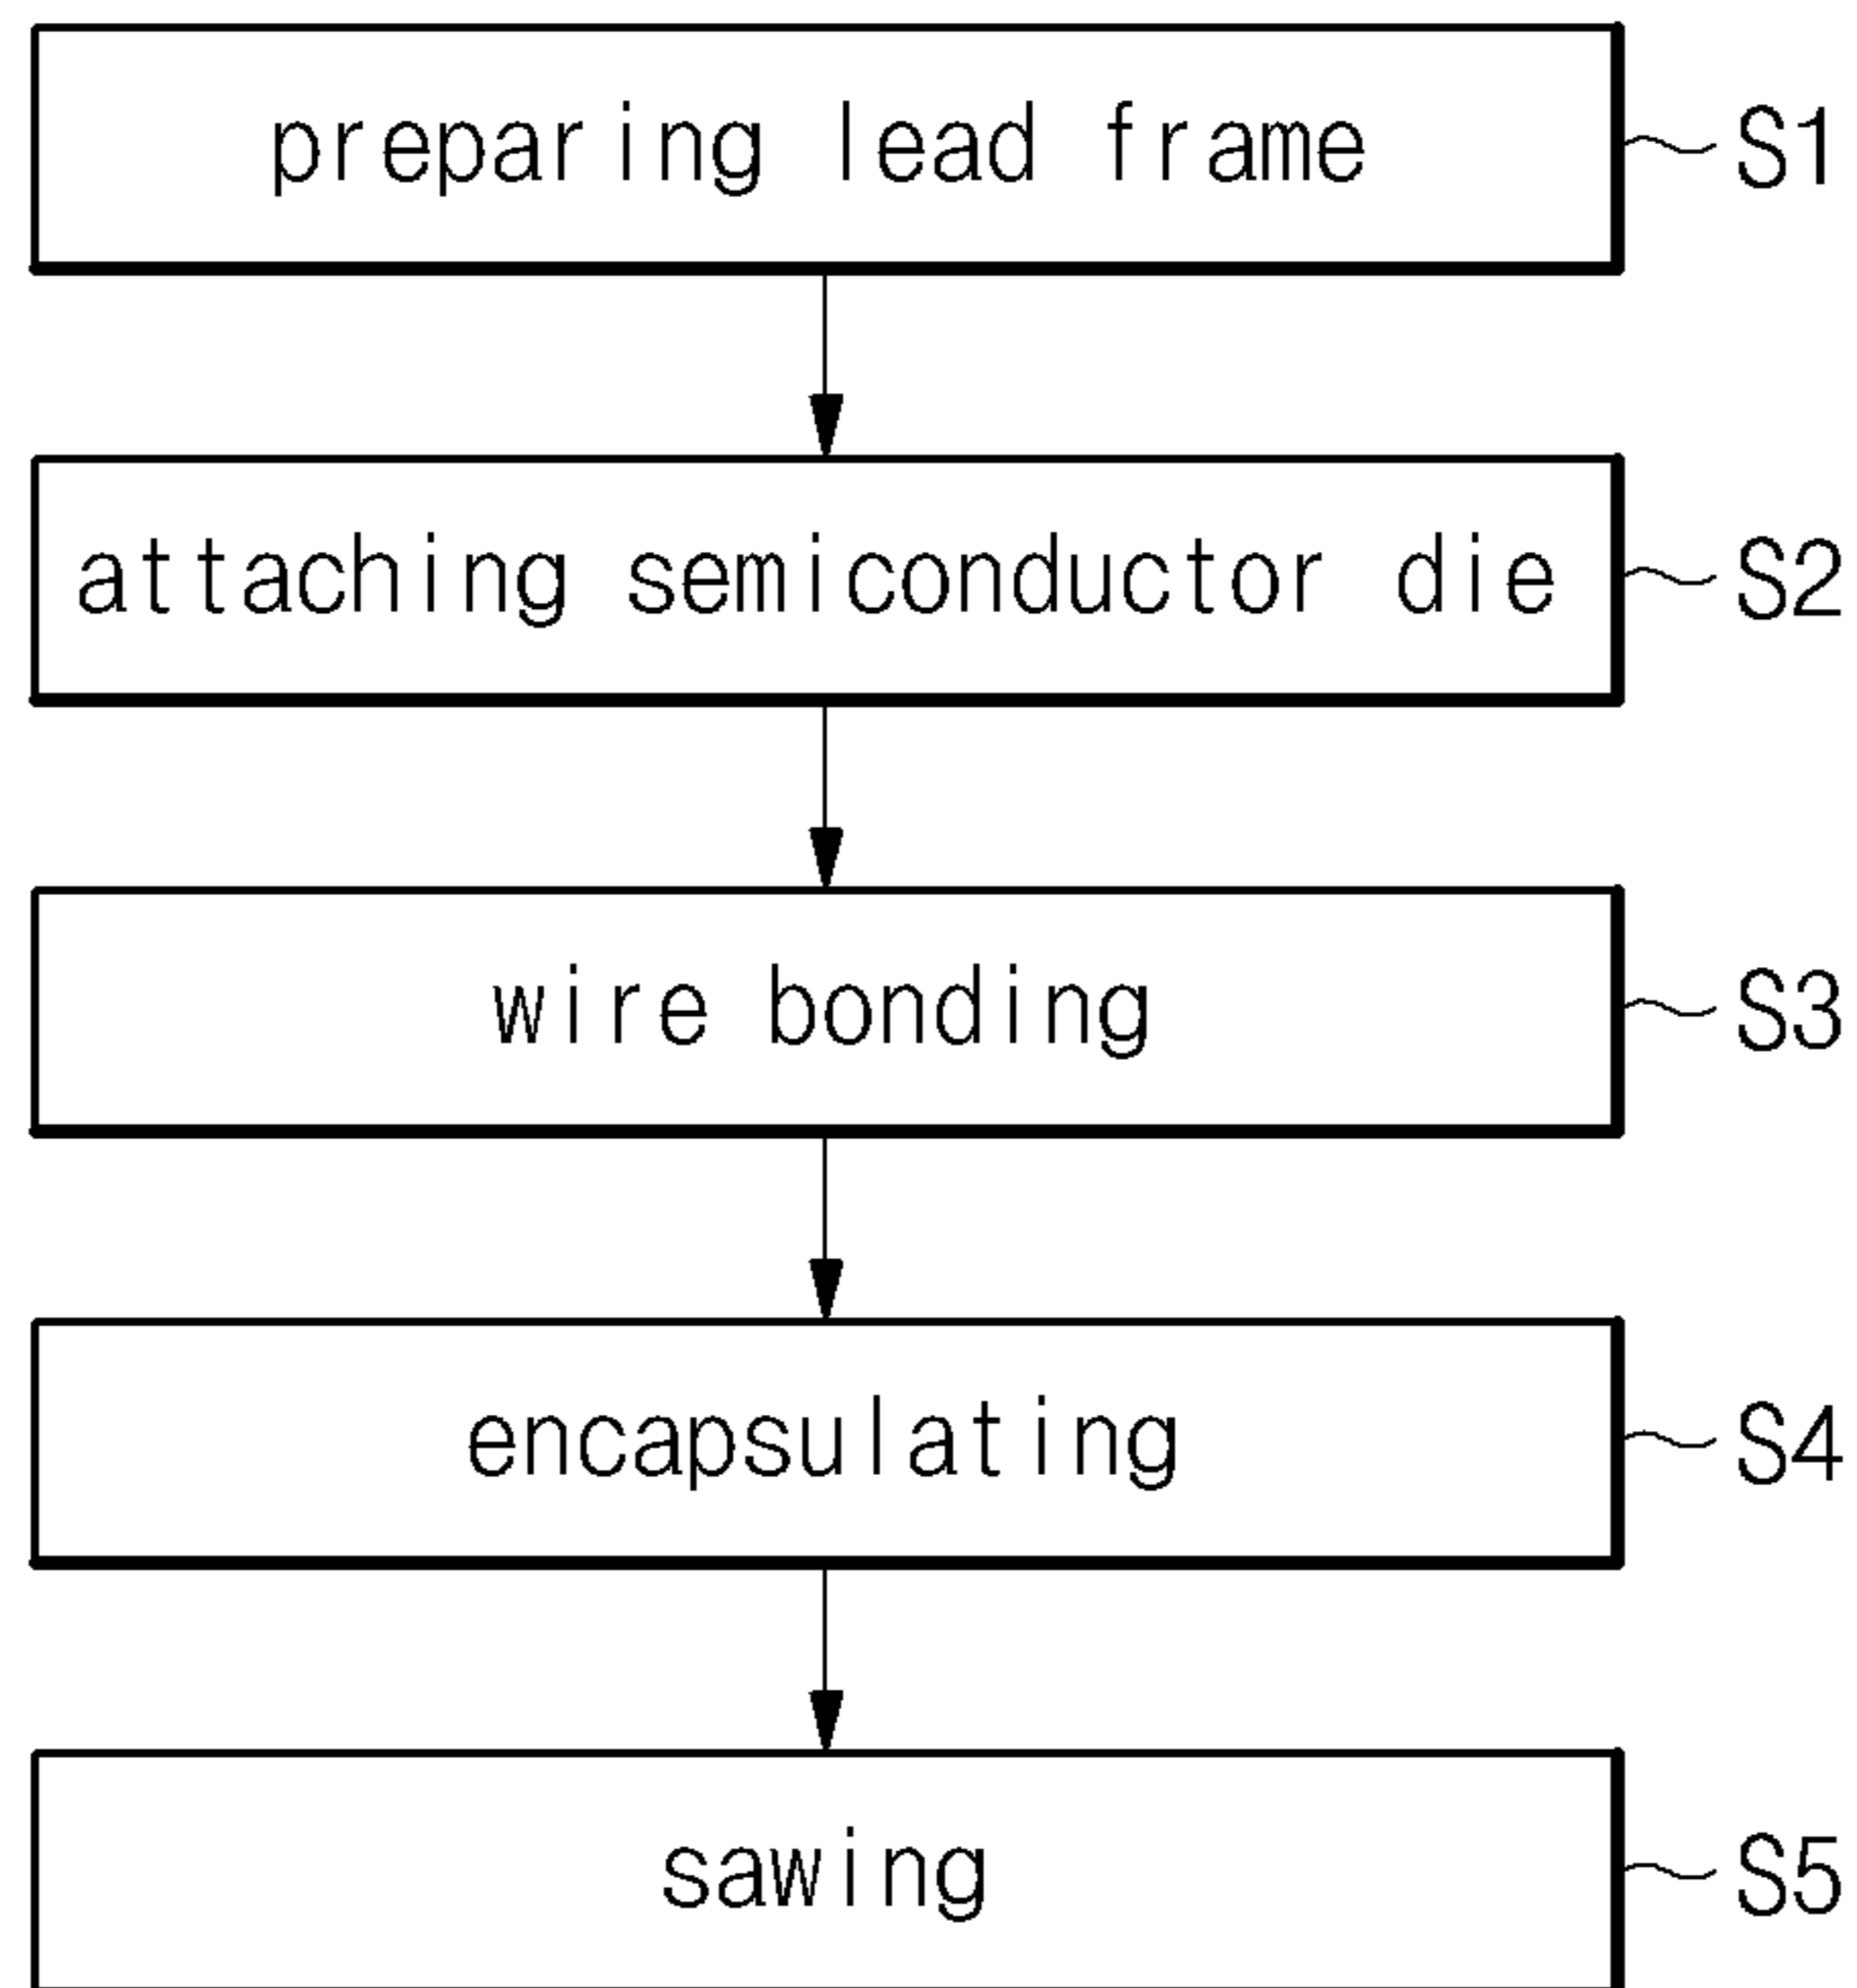 preparing lead frame S1
attaching semiconductor die S2
wire bonding S3
encapsulating S4
sawing S5